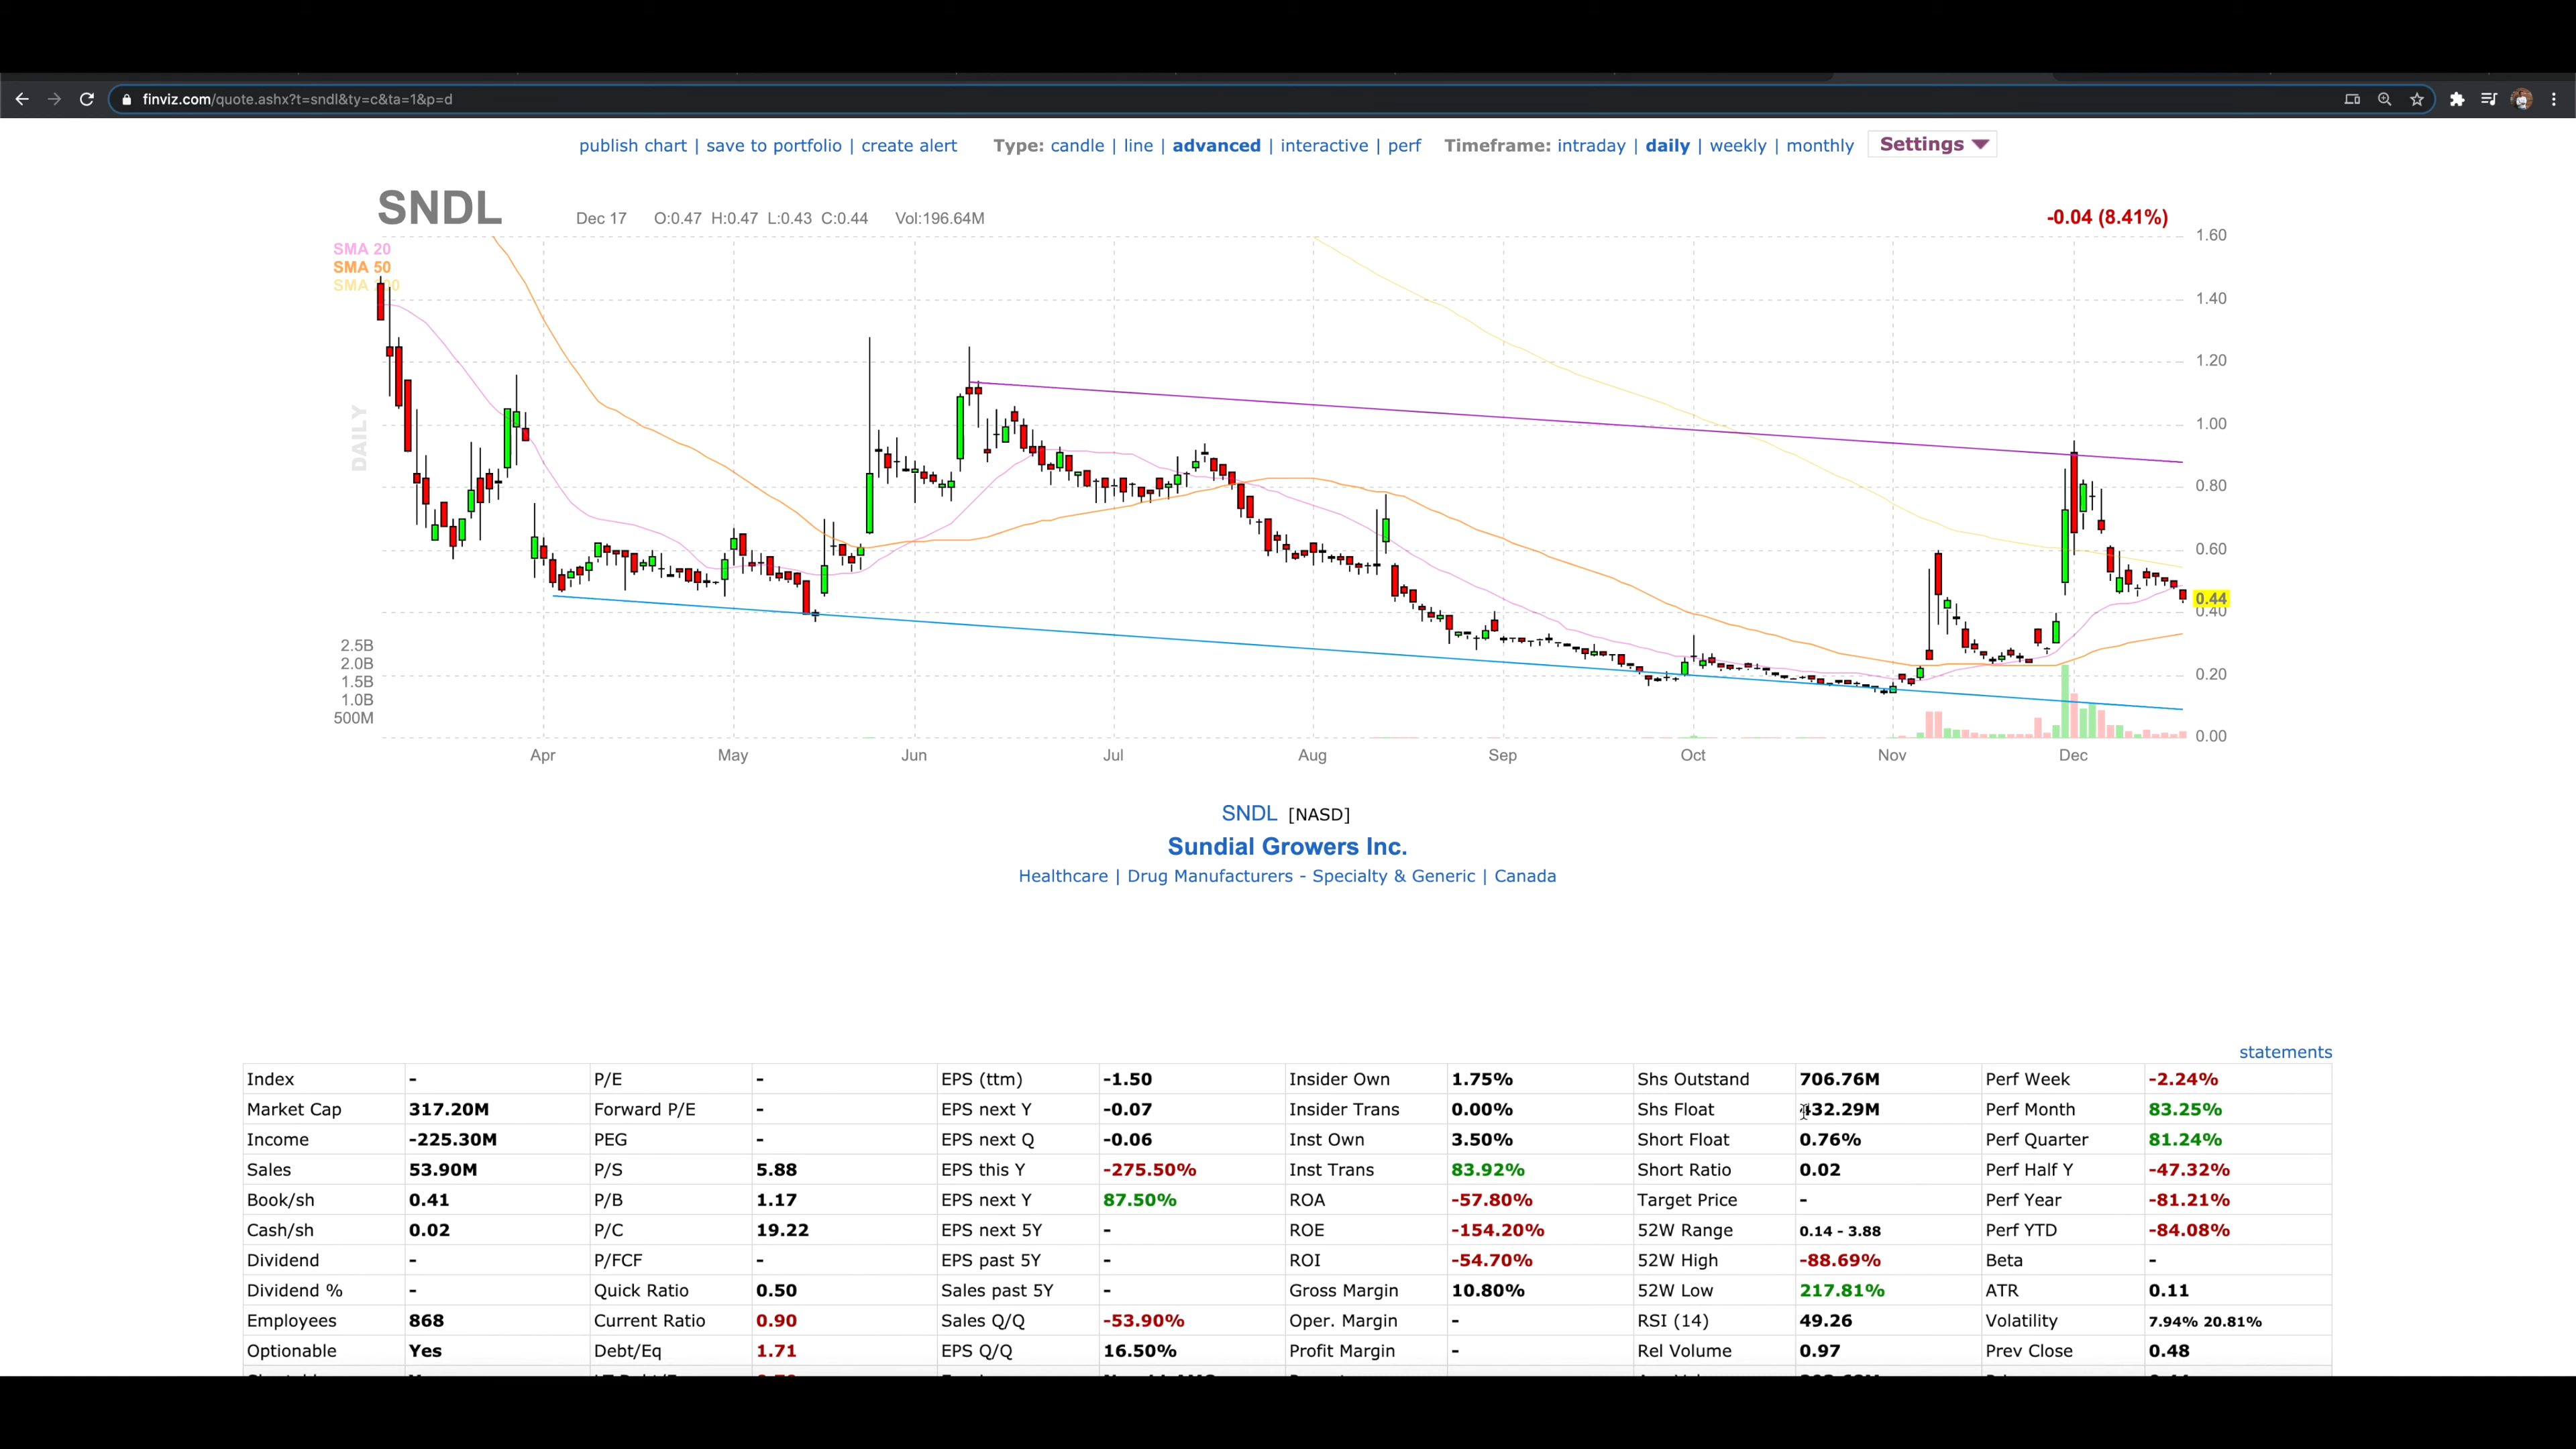 finviz.com/quote.ashx?t=sndl&ty=c&ta=1&p=d
publish chart | save to portfolio | create alert Type: candle | line | advanced | interactive | perf Timeframe: intraday | daily | weekly | monthly Settings
SNDL Dec 17 O:0.47 H:0.47 L:0.43 C:0.44 Vol:196.64M -0.04 (8.41%)
SMA 20
SMA 50
SMA
DAILY
1.60
1.40
1.20
1.00
0.80
0.60
0.44
0.40
0.20
0.00
2.5B
2.0B
1.5B
1.0B
500M
Apr May Jun Jul Aug Sep Oct Nov Dec
SNDL [NASD]
Sundial Growers Inc.
Healthcare | Drug Manufacturers - Specialty & Generic | Canada
statements
Index - P/E - EPS (ttm) -1.50 Insider Own 1.75% Shs Outstand 706.76M Perf Week -2.24%
Market Cap 317.20M Forward P/E - EPS next Y -0.07 Insider Trans 0.00% Shs Float 32.29M Perf Month 83.25%
Income -225.30M PEG - EPS next Q -0.06 Inst Own 3.50% Short Float 0.76% Perf Quarter 81.24%
Sales 53.90M P/S 5.88 EPS this Y -275.50% Inst Trans 83.92% Short Ratio 0.02 Perf Half Y -47.32%
Book/sh 0.41 P/B 1.17 EPS next Y 87.50% ROA -57.80% Target Price - Perf Year -81.21%
Cash/sh 0.02 P/C 19.22 EPS next 5Y - ROE -154.20% 52W Range 0.14 - 3.88 Perf YTD -84.08%
Dividend - P/FCF - EPS past 5Y - ROI -54.70% 52W High -88.69% Beta -
Dividend % - Quick Ratio 0.50 Sales past 5Y - Gross Margin 10.80% 52W Low 217.81% ATR 0.11
Employees 868 Current Ratio 0.90 Sales Q/Q -53.90% Oper. Margin - RSI (14) 49.26 Volatility 7.94% 20.81%
Optionable Yes Debt/Eq 1.71 EPS Q/Q 16.50% Profit Margin - Rel Volume 0.97 Prev Close 0.48